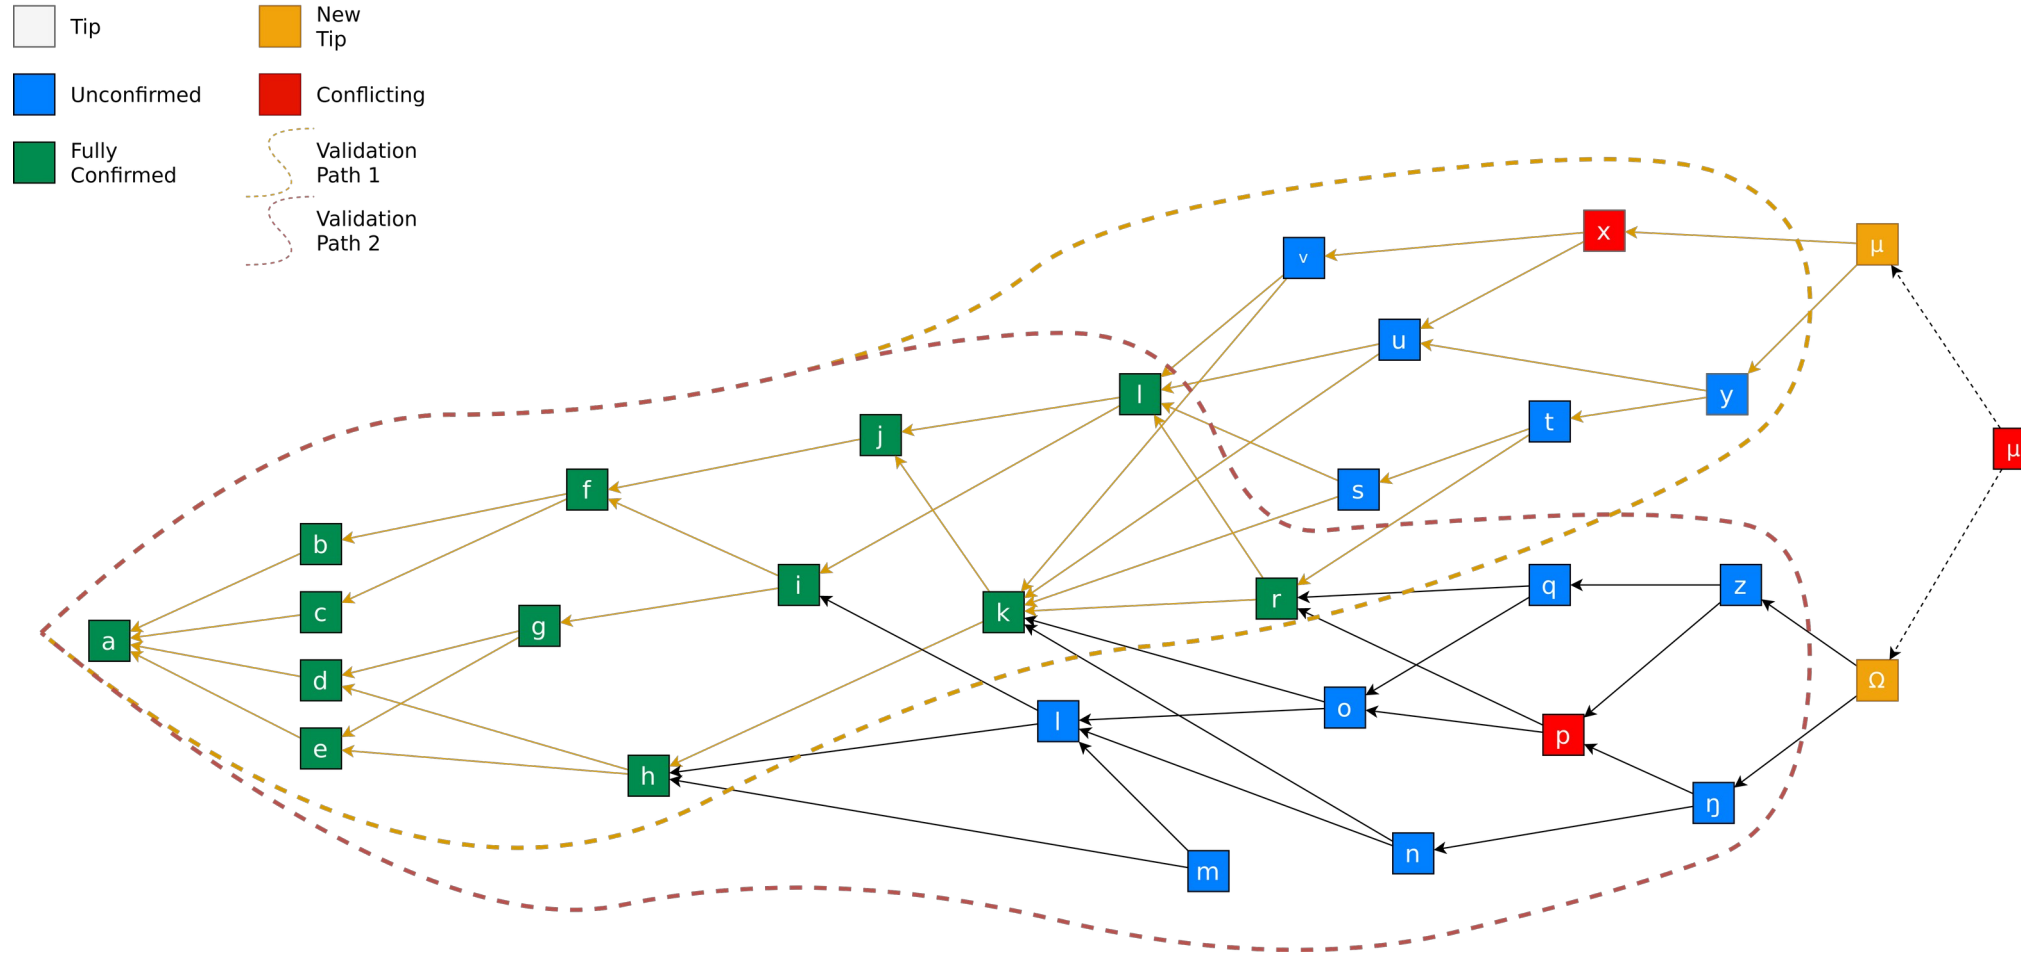 Tip
New
Tip
Unconfirmed
Conflicting
Fully
Confirmed
Validation
Path 1
Validation
Path 2
x
μ
v
u
l
y
t
j
μ
s
f
b
i
q
z
r
c
k
g
a
d
Ω
o
l
p
e
h
ŋ
n
m